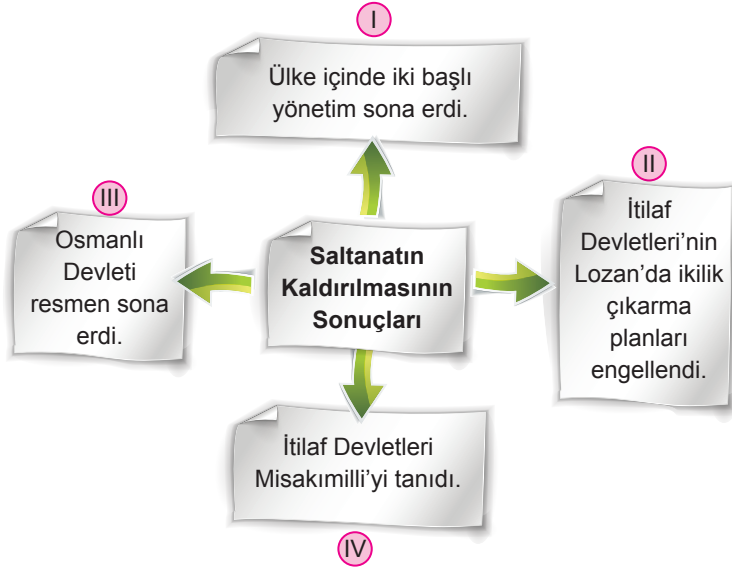 I
Ülke içinde iki başlı
yönetim sona erdi.
II
İtilaf
Devletleri’nin
Lozan’da ikilik
çıkarma
planları
engellendi.
III
Osmanlı
Devleti
resmen sona
erdi.
Saltanatın
Kaldırılmasının
Sonuçları
İtilaf Devletleri
Misakımilli’yi tanıdı.
IV